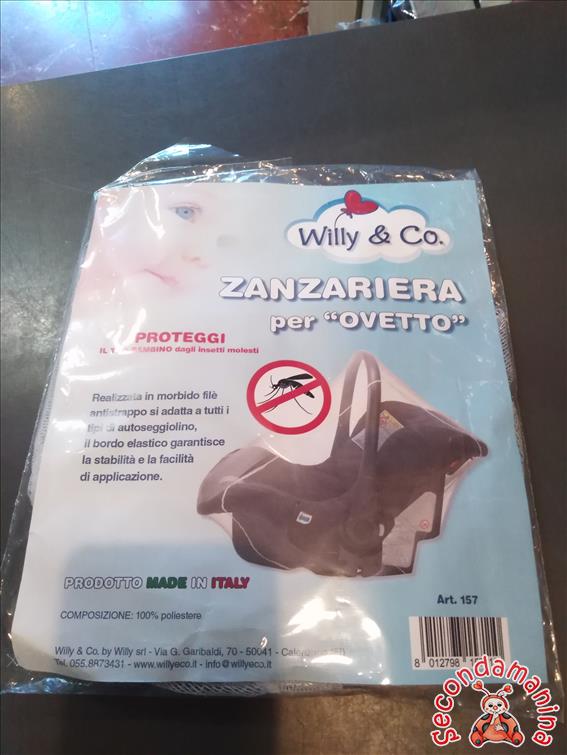 Willy & Co.
ZANZARIERA
per “OVETTO”
PROTEGGI
IL BAMBINO dagli insetti molesti
Realizzata in morbido filè
antistrappo si adatta a tutti i
tipi di autoseggiolino,
il bordo elastico garantisce
la stabilità e la facilità
di applicazione.
PRODOTTO MADE IN ITALY
Art. 157
COMPOSIZIONE: 100% poliestere
Willy & Co. by Willy srl - Via G. Garibaldi, 70 - 50041 -
Tel. 055.8873431 - www.willyeco.it - info@willyeco.it
8 012798
Secondamanina